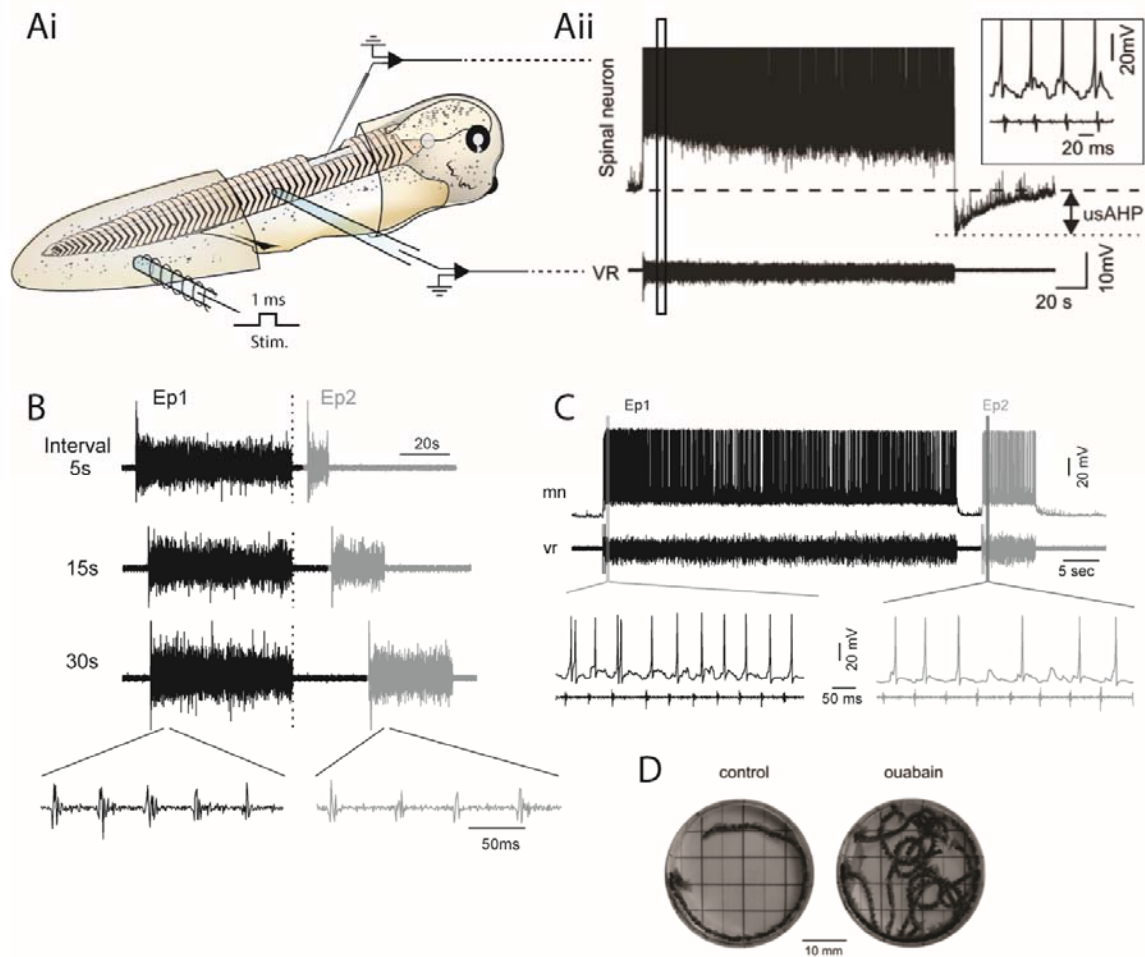 Ai
1 ms
Stim.
Aii
Spinal neuron
VR
20mV
20 ms
usAHP
10mV
20 s
B
Ep1
Ep2
Interval
5s
20s
15s
30s
50ms
C
Ep1
Ep2
mn
20 mV
vr
5 sec
20 mV
50 ms
D
control
ouabain
10 mm